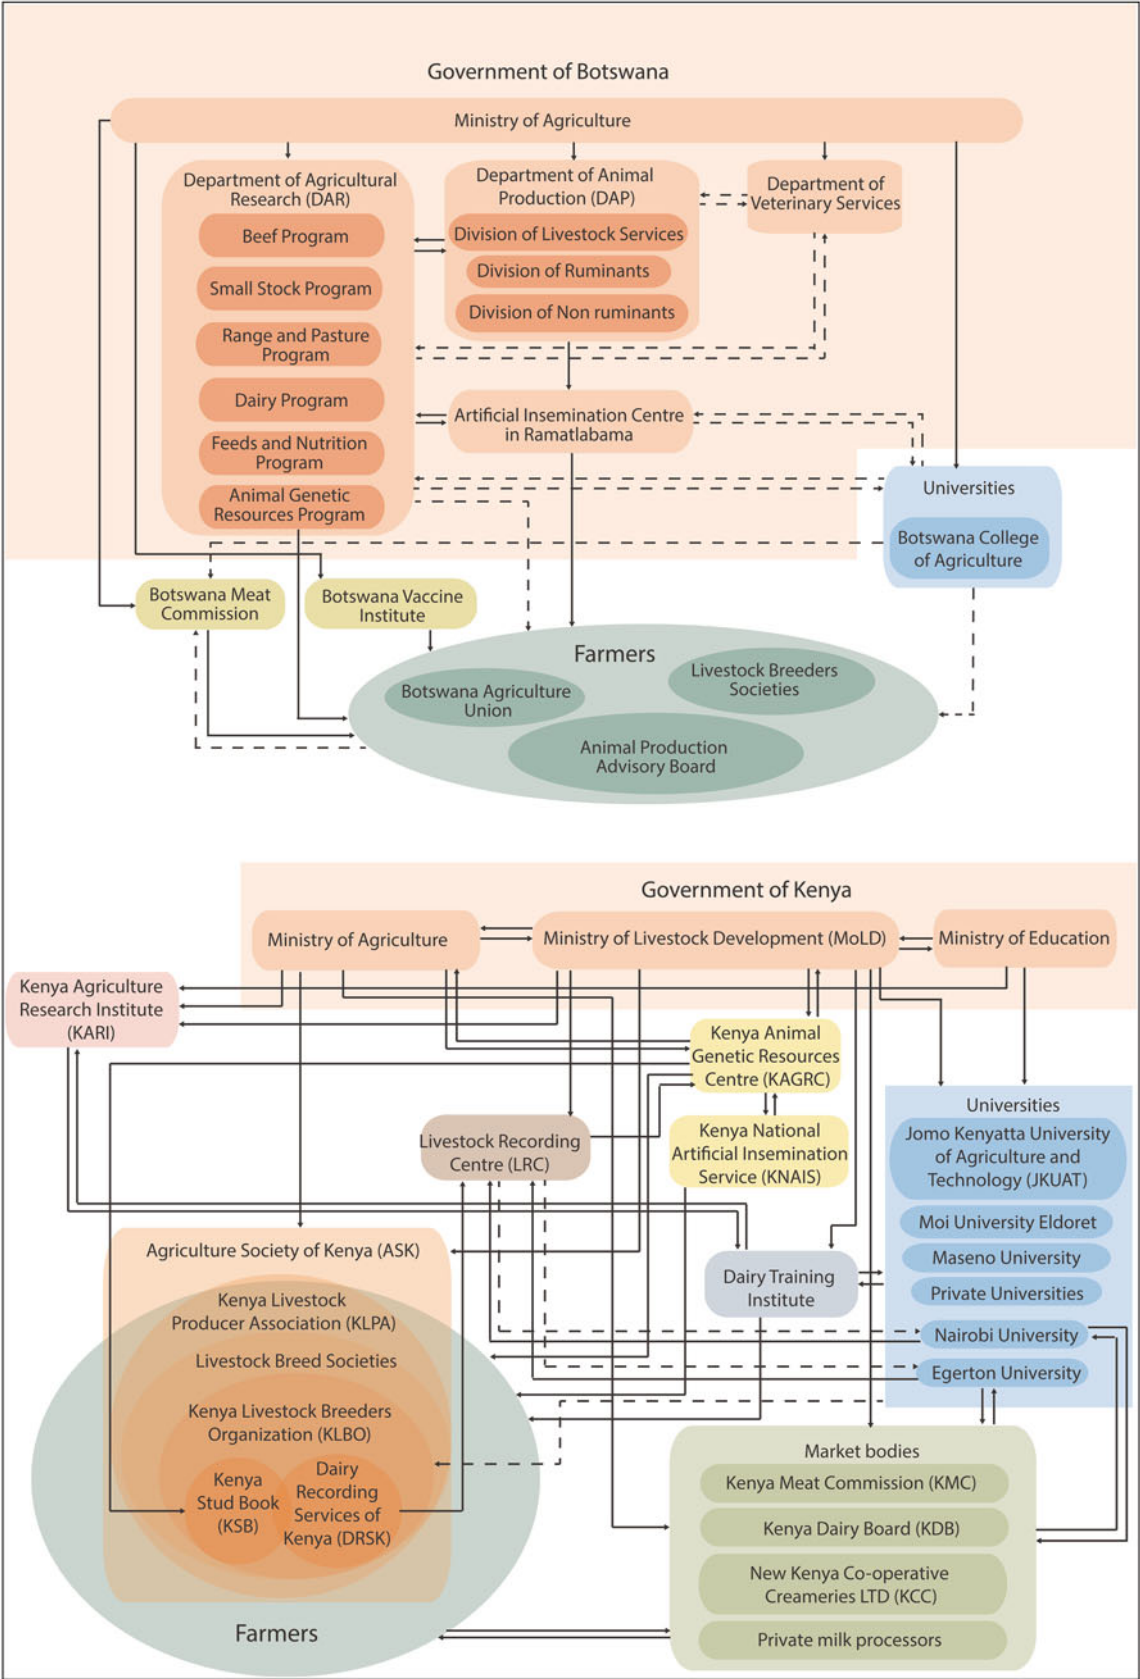 Government of Botswana
Ministry of Agriculture
Department of Agricultural
Research (DAR)
Beef Program
Small Stock Program
Range and Pasture
Program
Dairy Program
Feeds and Nutrition
Program
Animal Genetic
Resources Program
Department of Animal
Production (DAP)
Division of Livestock Services
Division of Ruminants
Division of Non ruminants
Department of
Veterinary Services
Artificial Insemination Centre
in Ramatlabama
Universities
Botswana College
of Agriculture
Botswana Meat
Commission
Botswana Vaccine
Institute
Farmers
Botswana Agriculture
Union
Livestock Breeders
Societies
Animal Production
Advisory Board
Government of Kenya
Ministry of Agriculture
Ministry of Livestock Development (MoLD)
Ministry of Education
Kenya Agriculture
Research Institute
(KARI)
Kenya Animal
Genetic Resources
Centre (KAGRC)
Livestock Recording
Centre (LRC)
Kenya National
Artificial Insemination
Service (KNAIS)
Universities
Jomo Kenyatta University
of Agriculture and
Technology (JKUAT)
Moi University Eldoret
Maseno University
Private Universities
Nairobi University
Egerton University
Agriculture Society of Kenya (ASK)
Dairy Training
Institute
Kenya Livestock
Producer Association (KLPA)
Livestock Breed Societies
Kenya Livestock Breeders
Organization (KLBO)
Kenya
Stud Book
(KSB)
Dairy
Recording
Services of
Kenya (DRSK)
Farmers
Market bodies
Kenya Meat Commission (KMC)
Kenya Dairy Board (KDB)
New Kenya Co-operative
Creameries LTD (KCC)
Private milk processors